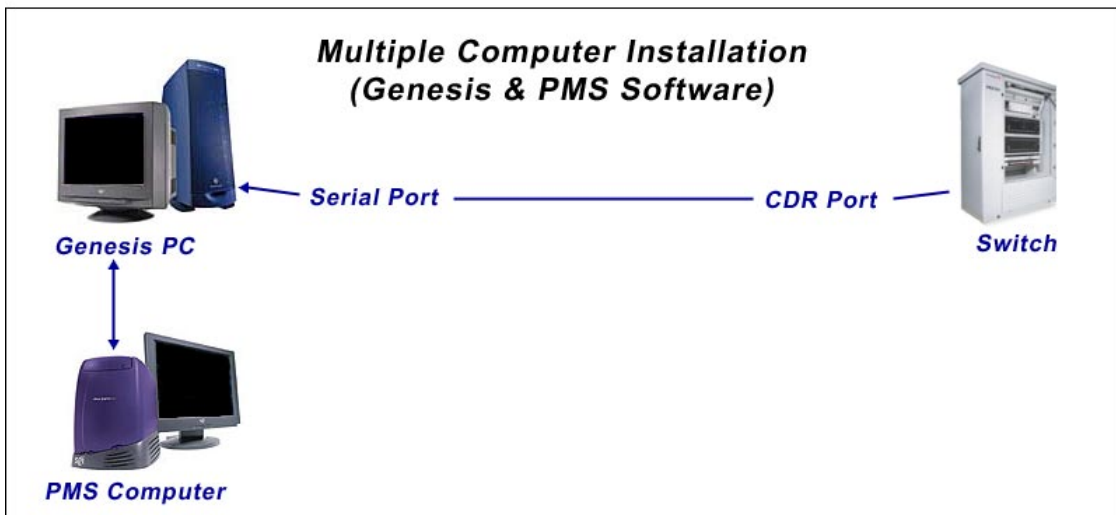 Multiple Computer Installation
(Genesis & PMS Software)
Serial Port
CDR Port
Genesis PC
Switch
PMS Computer